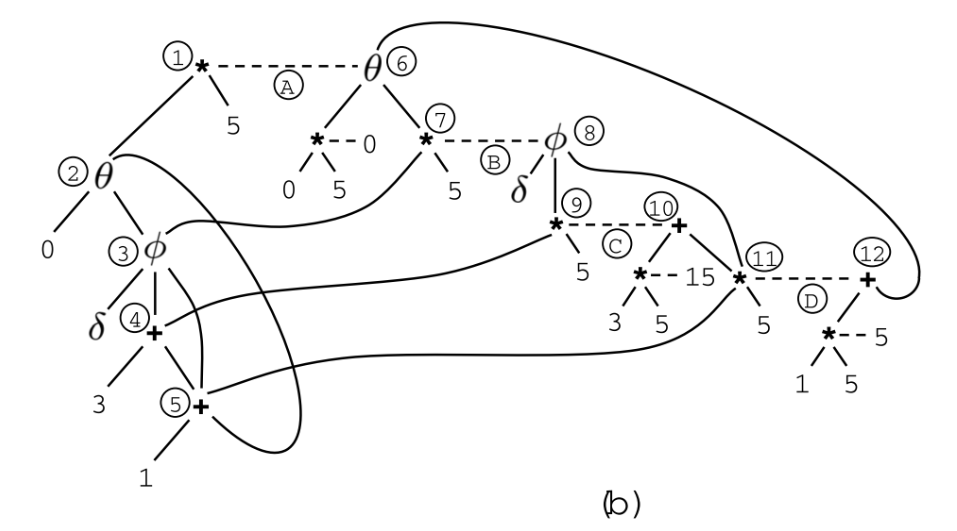 ① * A θ ⑥
5 * 0 * ⑦ B ϕ ⑧
② θ 0 5 5 δ
0 ③ ϕ * ⑨ C ⑩ +
5 * 15 * ⑪ D + ⑫
δ ④ + 3 5 5 * 5
3 ⑤ + 1 5
1
(b)